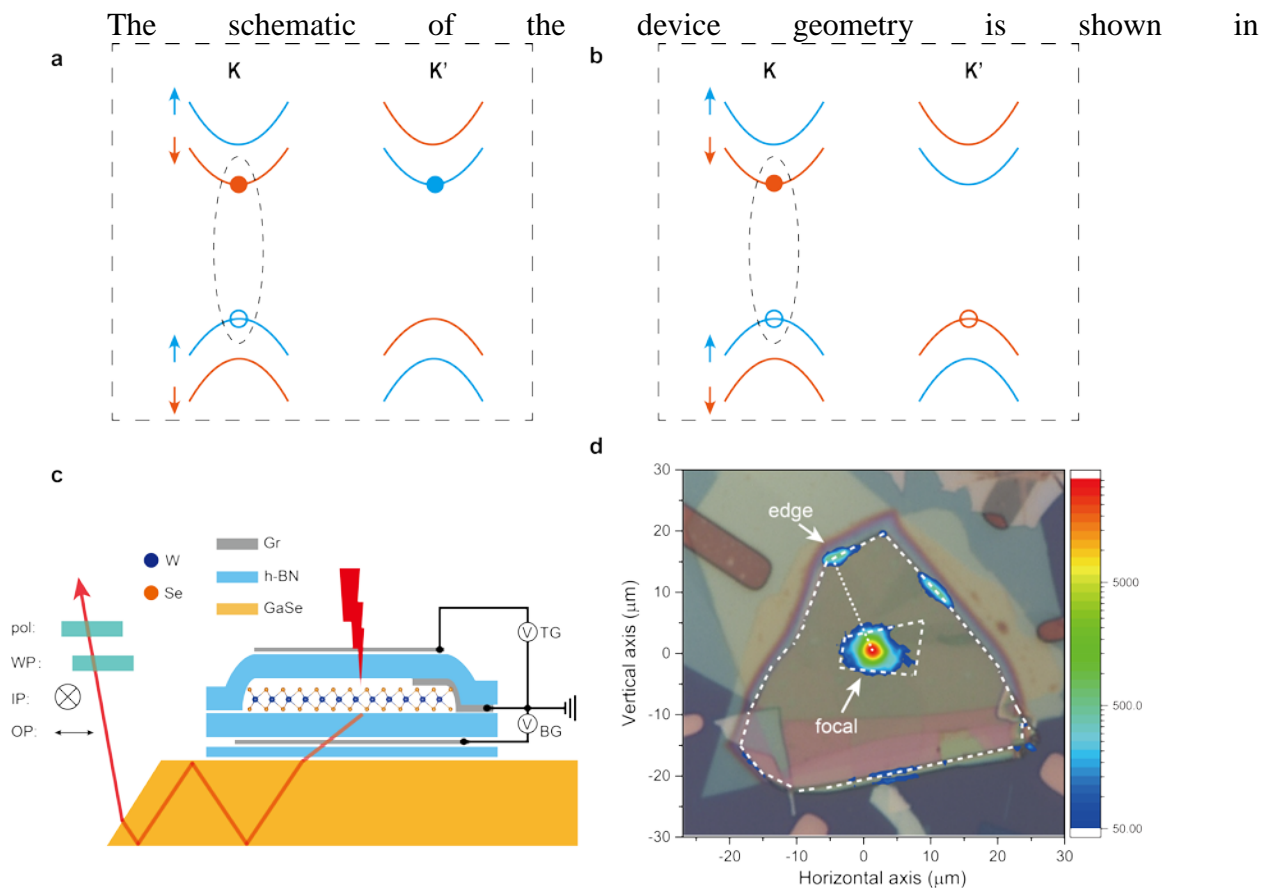 The schematic of the device geometry is shown in
a
K K'
b
K K'
c
W
Se
Gr
h-BN
GaSe
pol:
WP:
IP:
OP:
V TG
V BG
d
edge
focal
Vertical axis (μm)
30
20
10
0
-10
-20
-30
-20 -10 0 10 20 30
Horizontal axis (μm)
5000
500.0
50.00